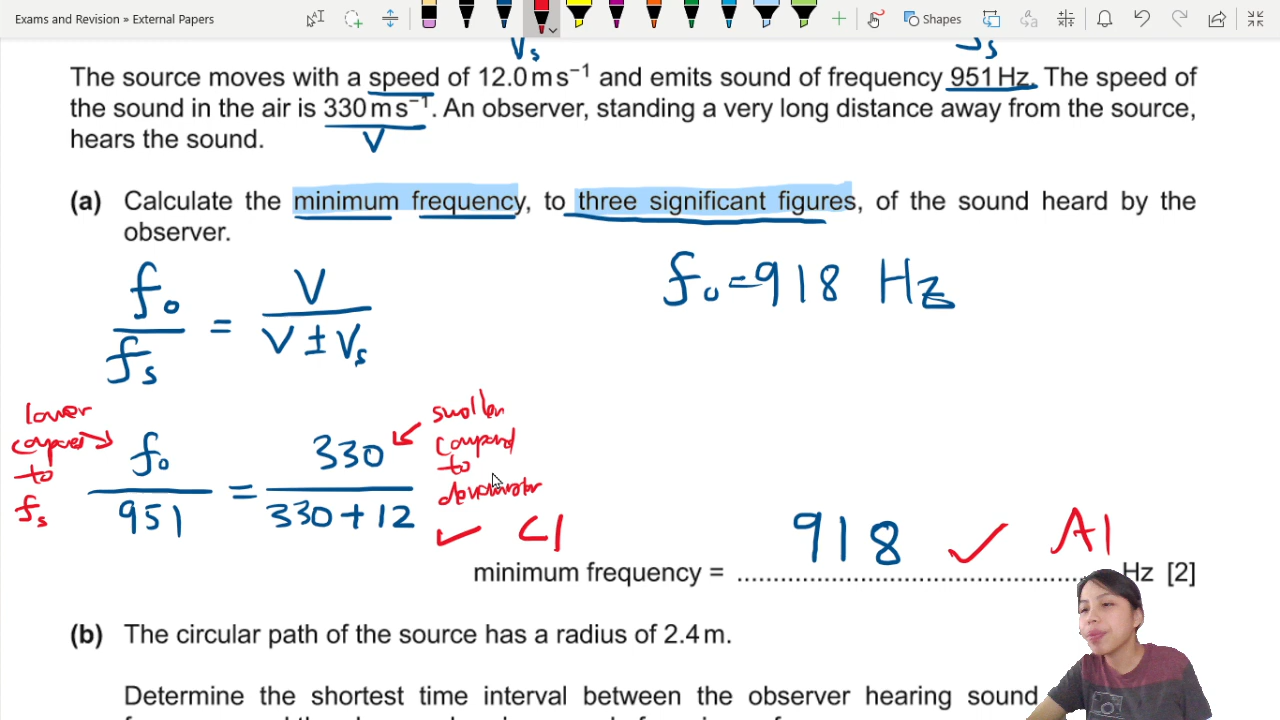 Exams and Revision » External Papers
Shapes
Vs
fs
The source moves with a speed of 12.0 m s⁻¹ and emits sound of frequency 951 Hz. The speed of
the sound in the air is 330 m s⁻¹. An observer, standing a very long distance away from the source,
hears the sound.
V
(a) Calculate the minimum frequency, to three significant figures, of the sound heard by the
observer.
fo/fs = V/(V ± Vs)
fo = 918 Hz
lower
compared
to
fs
fo/951 = 330/(330 + 12)
smaller
compared
to
denominator
✓ C1
918 ✓ A1
minimum frequency = ........................................ Hz [2]
(b) The circular path of the source has a radius of 2.4 m.
Determine the shortest time interval between the observer hearing sound